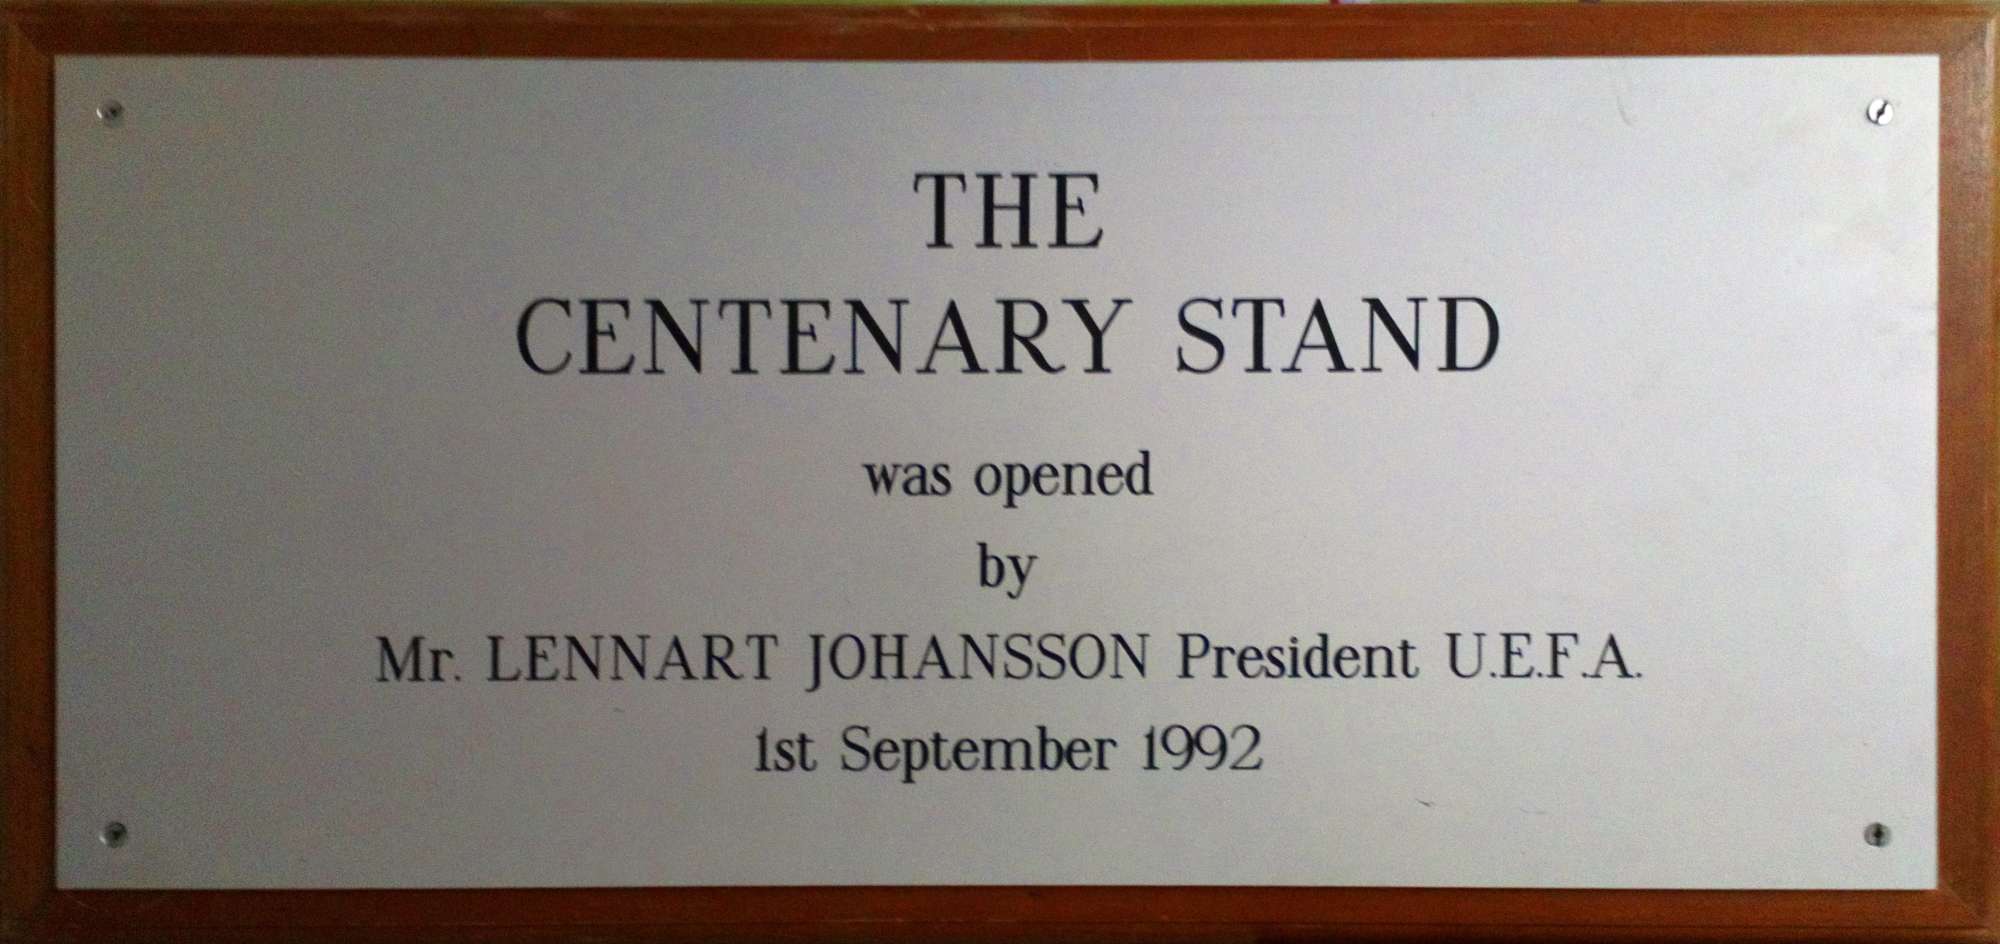 THE
CENTENARY STAND
was opened
by
Mr. LENNART JOHANSSON President U.E.F.A.
1st September 1992